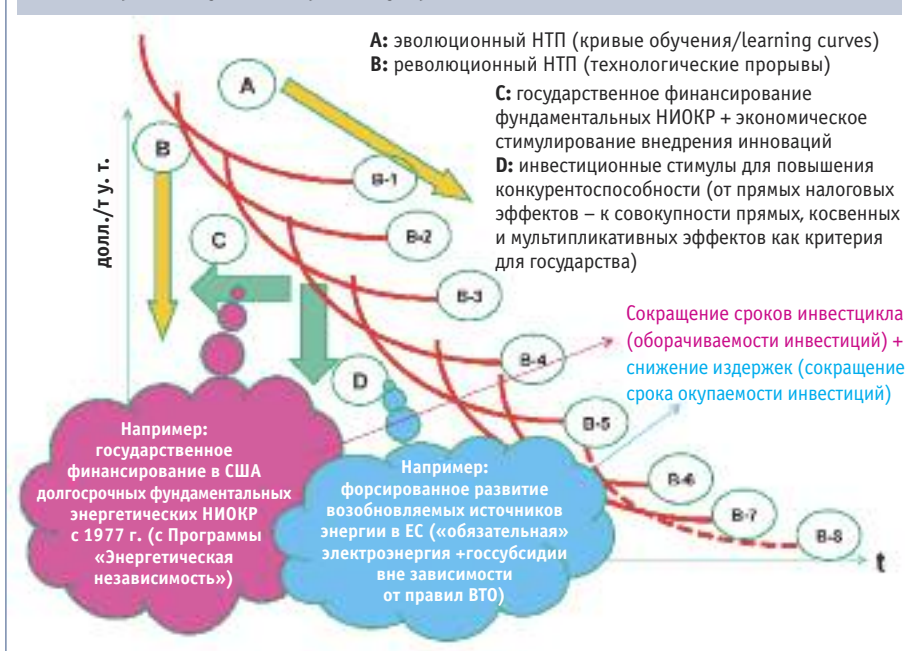 А: эволюционный НТП (кривые обучения/learning curves)
В: революционный НТП (технологические прорывы)
С: государственное финансирование
фундаментальных НИОКР + экономическое
стимулирование внедрения инноваций
D: инвестиционные стимулы для повышения
конкурентоспособности (от прямых налоговых
эффектов – к совокупности прямых, косвенных
и мультипликативных эффектов как критерия
для государства)
долл./т у. т.
A
B
C
D
B-1
B-2
B-3
B-4
B-5
B-6
B-7
B-8
t
Сокращение сроков инвестцикла
(оборачиваемости инвестиций) +
снижение издержек (сокращение
срока окупаемости инвестиций)
Например:
государственное
финансирование в США
долгосрочных фундаментальных
энергетических НИОКР
с 1977 г. (с Программы
«Энергетическая
независимость»)
Например:
форсированное развитие
возобновляемых источников
энергии в ЕС («обязательная»
электроэнергия +госсубсидии
вне зависимости
от правил ВТО)